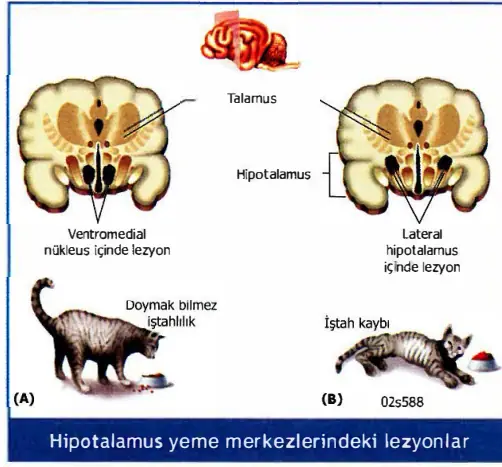 Talamus
Hipotalamus
Ventromedial
nükleus içinde lezyon
Lateral
hipotalamus
içinde lezyon
Doymak bilmez
iştahlılık
İştah kaybı
(A)
(B)
02s588
Hipotalamus yeme merkezlerindeki lezyonlar